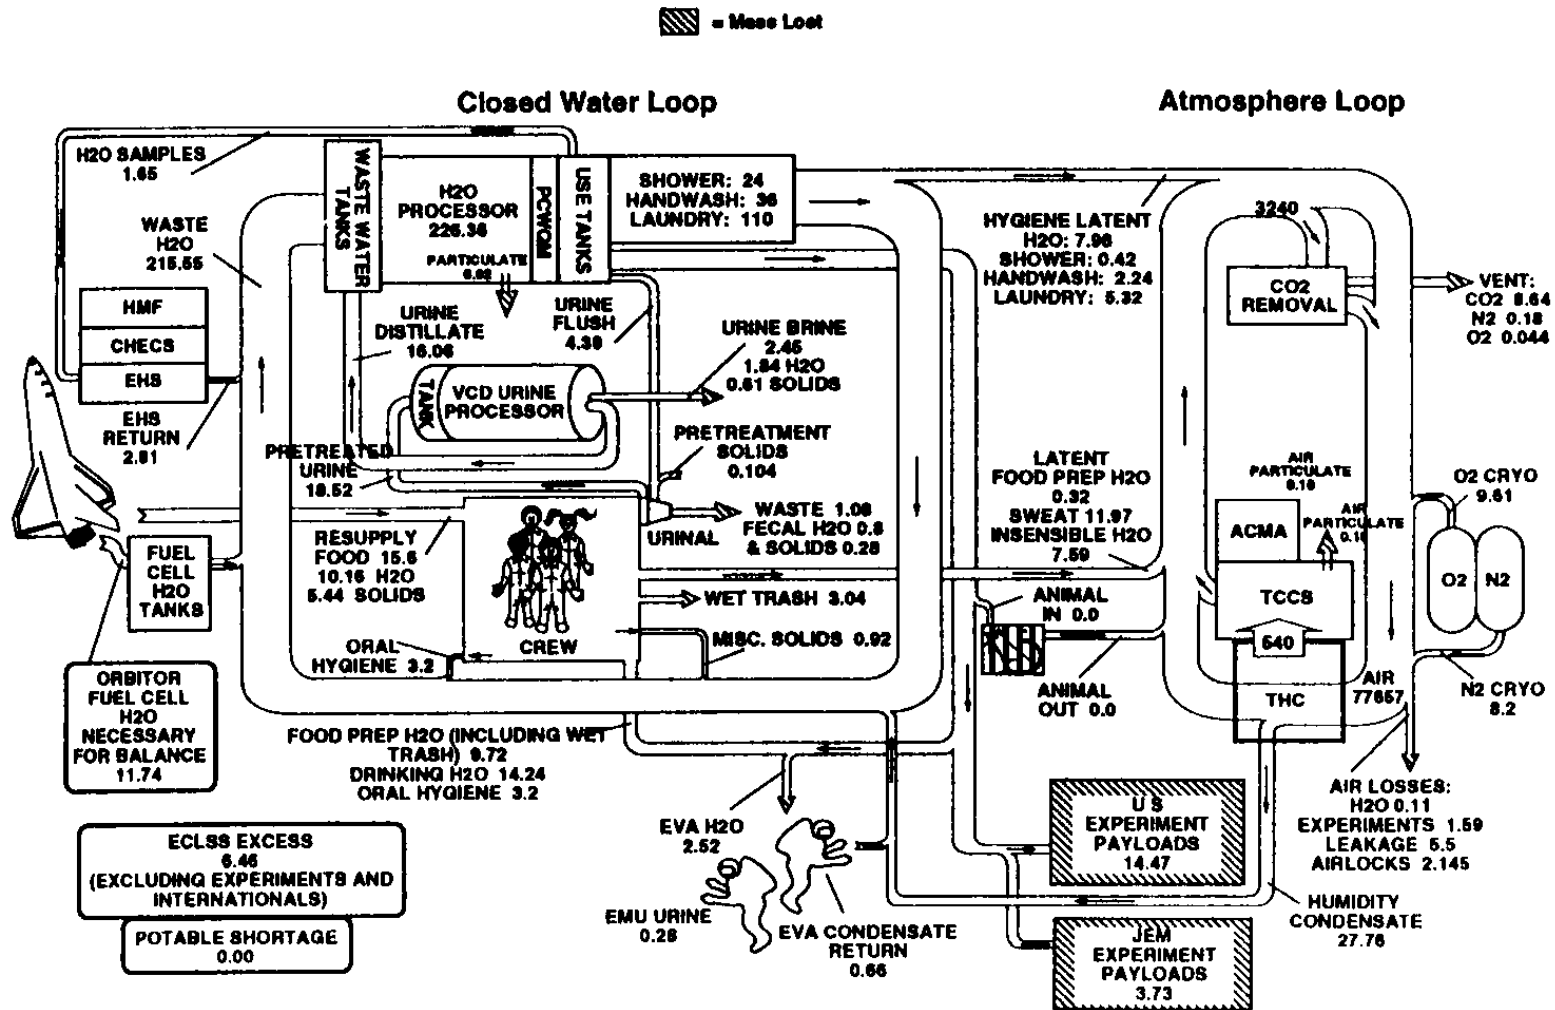 = Mass Lost
Closed Water Loop
Atmosphere Loop
H2O SAMPLES
1.65
WASTE WATER
TANKS
H2O
PROCESSOR
226.36
PARTICULATE
PCWQM
USE TANKS
SHOWER: 24
HANDWASH: 36
LAUNDRY: 110
WASTE
H2O
215.55
HYGIENE LATENT
H2O: 7.98
SHOWER: 0.42
HANDWASH: 2.24
LAUNDRY: 5.32
3240
CO2
REMOVAL
VENT:
CO2 8.64
N2 0.18
O2 0.044
HMF
CHECS
EHS
EHS
RETURN
2.81
URINE
DISTILLATE
16.06
URINE
FLUSH
4.39
URINE BRINE
2.45
1.84 H2O
0.61 SOLIDS
TANK
VCD URINE
PROCESSOR
PRETREATED
URINE
18.52
PRETREATMENT
SOLIDS
0.104
WASTE 1.08
FECAL H2O 0.8
& SOLIDS 0.28
URINAL
LATENT
FOOD PREP H2O
0.32
SWEAT 11.97
INSENSIBLE H2O
7.59
AIR
PARTICULATE
AIR
PARTICULATE
O2 CRYO
9.61
ACMA
TCCS
540
THC
O2
N2
AIR
77657
N2 CRYO
8.2
FUEL
CELL
H2O
TANKS
RESUPPLY
FOOD 15.6
10.16 H2O
5.44 SOLIDS
CREW
WET TRASH 3.04
MISC. SOLIDS 0.92
ORAL
HYGIENE 3.2
ANIMAL
IN 0.0
ANIMAL
OUT 0.0
ORBITOR
FUEL CELL
H2O
NECESSARY
FOR BALANCE
11.74
FOOD PREP H2O (INCLUDING WET
TRASH) 9.72
DRINKING H2O 14.24
ORAL HYGIENE 3.2
ECLSS EXCESS
6.46
(EXCLUDING EXPERIMENTS AND
INTERNATIONALS)
POTABLE SHORTAGE
0.00
EVA H2O
2.52
EMU URINE
0.28
EVA CONDENSATE
RETURN
0.66
U S
EXPERIMENT
PAYLOADS
14.47
JEM
EXPERIMENT
PAYLOADS
3.73
AIR LOSSES:
H2O 0.11
EXPERIMENTS 1.59
LEAKAGE 5.5
AIRLOCKS 2.145
HUMIDITY
CONDENSATE
27.76